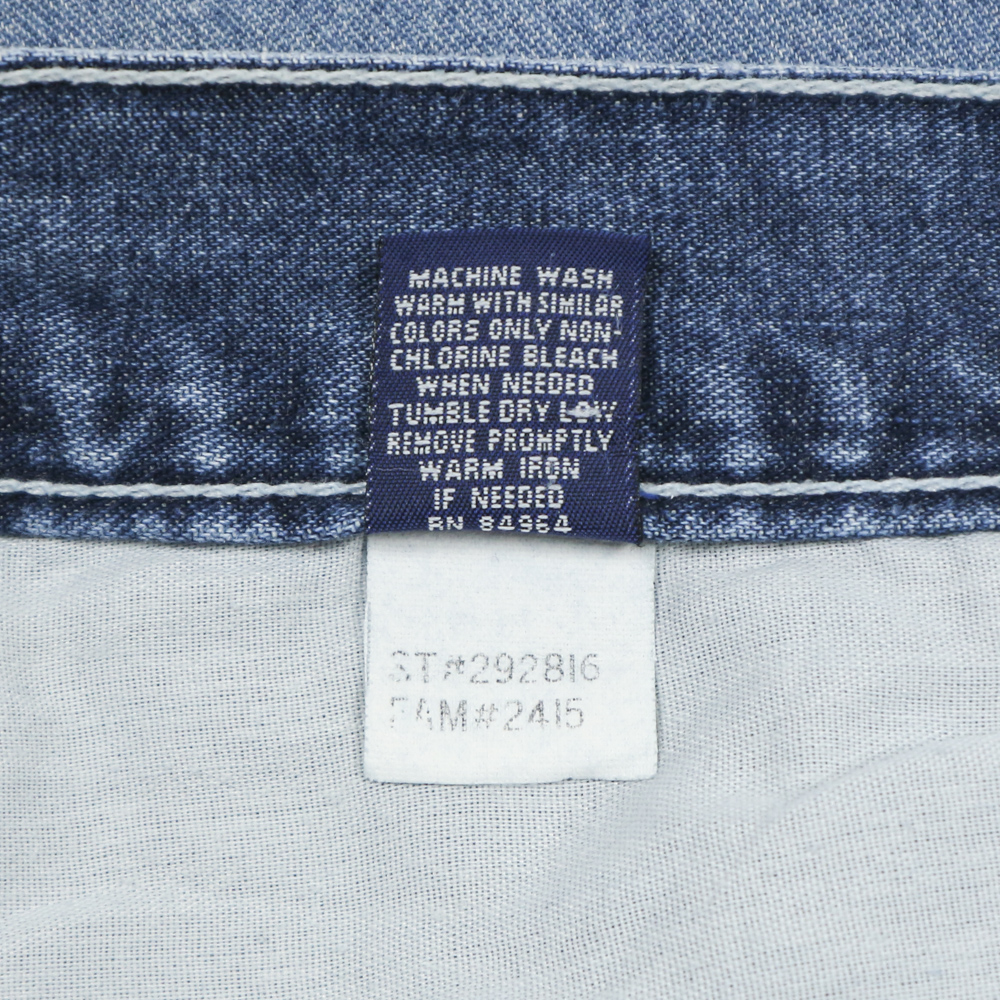 MACHINE WASH
WARM WITH SIMILAR
COLORS ONLY NON-
CHLORINE BLEACH
WHEN NEEDED
TUMBLE DRY LOW
REMOVE PROMPTLY
WARM IRON
IF NEEDED
RN 84964
ST#292816
FAM#2415